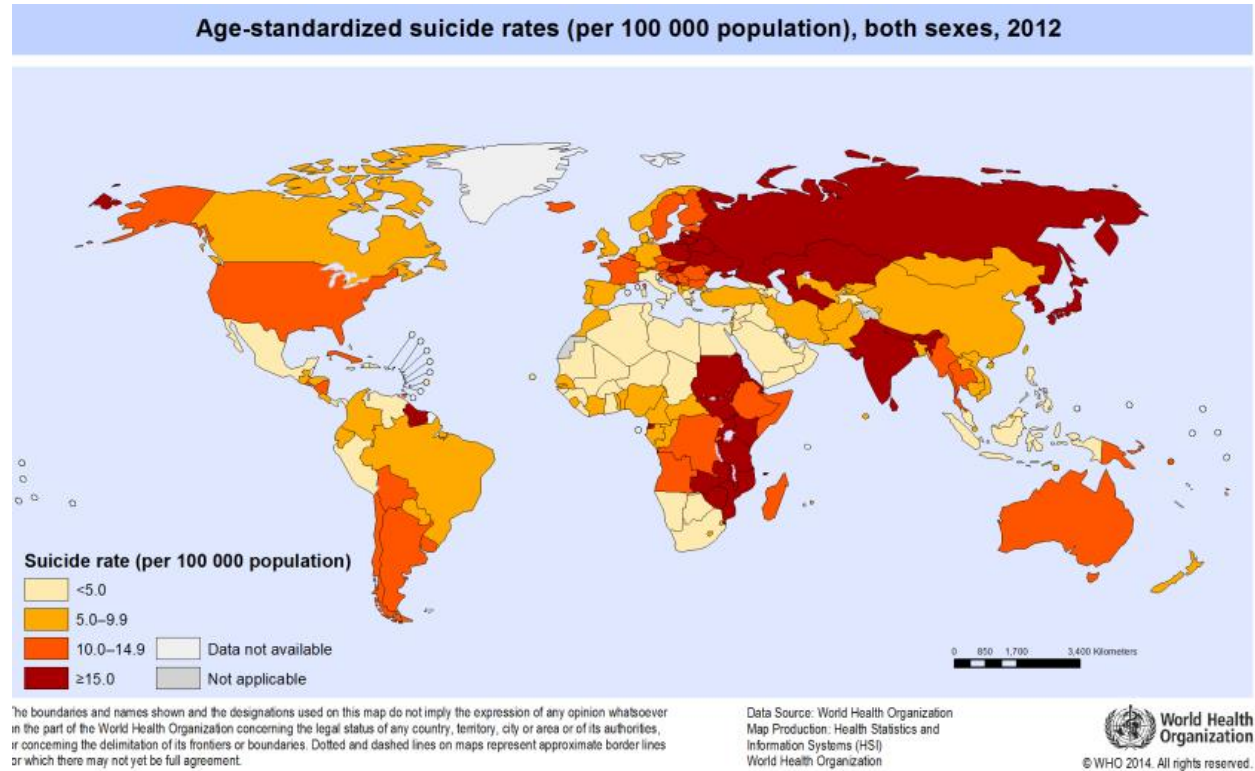 Age-standardized suicide rates (per 100 000 population), both sexes, 2012
Suicide rate (per 100 000 population)
<5.0
5.0–9.9
10.0–14.9
≥15.0
Data not available
Not applicable
0 850 1,700 3,400 Kilometers
he boundaries and names shown and the designations used on this map do not imply the expression of any opinion whatsoever
n the part of the World Health Organization concerning the legal status of any country, territory, city or area or of its authorities,
r concerning the delimitation of its frontiers or boundaries. Dotted and dashed lines on maps represent approximate border lines
or which there may not yet be full agreement.
Data Source: World Health Organization
Map Production: Health Statistics and
Information Systems (HSI)
World Health Organization
World Health
Organization
© WHO 2014. All rights reserved.